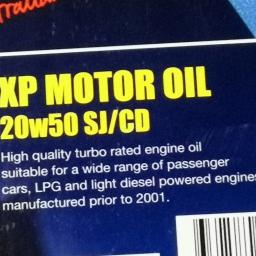 XP MOTOR OIL
20w50 SJ/CD
High quality turbo rated engine oil
suitable for a wide range of passenger
cars, LPG and light diesel powered engines
manufactured prior to 2001.